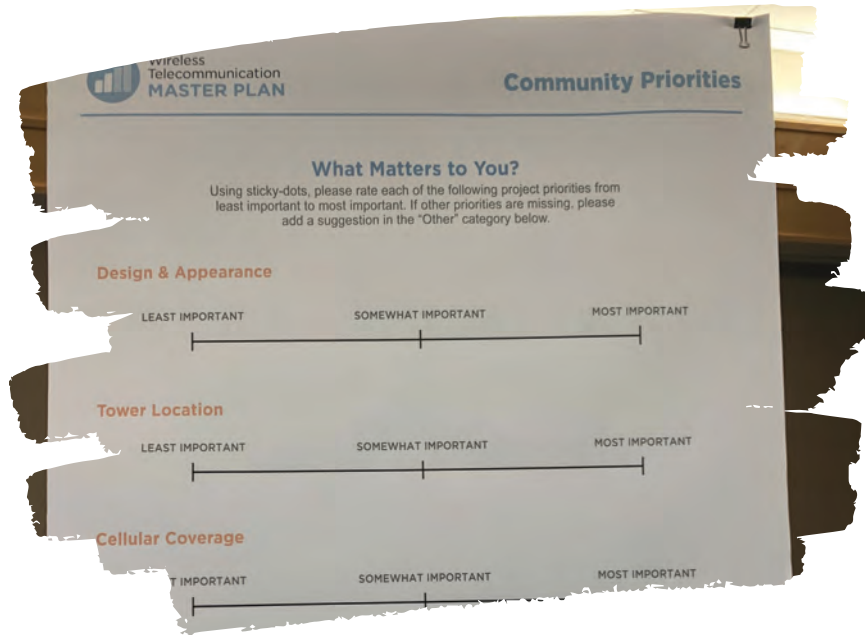 Wireless
Telecommunication
MASTER PLAN
Community Priorities
What Matters to You?
Using sticky-dots, please rate each of the following project priorities from
least important to most important. If other priorities are missing, please
add a suggestion in the "Other" category below.
Design & Appearance
LEAST IMPORTANT SOMEWHAT IMPORTANT MOST IMPORTANT
Tower Location
LEAST IMPORTANT SOMEWHAT IMPORTANT MOST IMPORTANT
Cellular Coverage
T IMPORTANT SOMEWHAT IMPORTANT MOST IMPORTANT